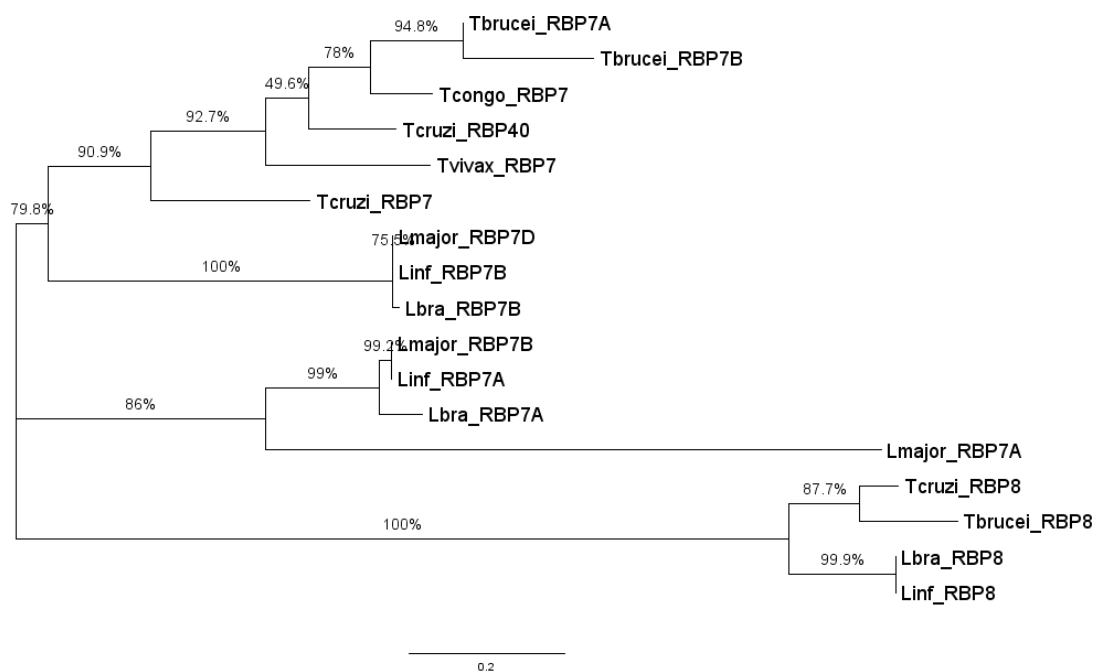 94.8% Tbrucei_RBP7A
78% Tbrucei_RBP7B
49.6% Tcongo_RBP7
92.7% Tcruzi_RBP40
90.9% Tvivax_RBP7
Tcruzi_RBP7
79.8%
75.5% Lmajor_RBP7D
100% Linf_RBP7B
Lbra_RBP7B
99.2% Lmajor_RBP7B
99% Linf_RBP7A
86% Lbra_RBP7A
Lmajor_RBP7A
87.7% Tcruzi_RBP8
100% Tbrucei_RBP8
99.9% Lbra_RBP8
Linf_RBP8
0.2